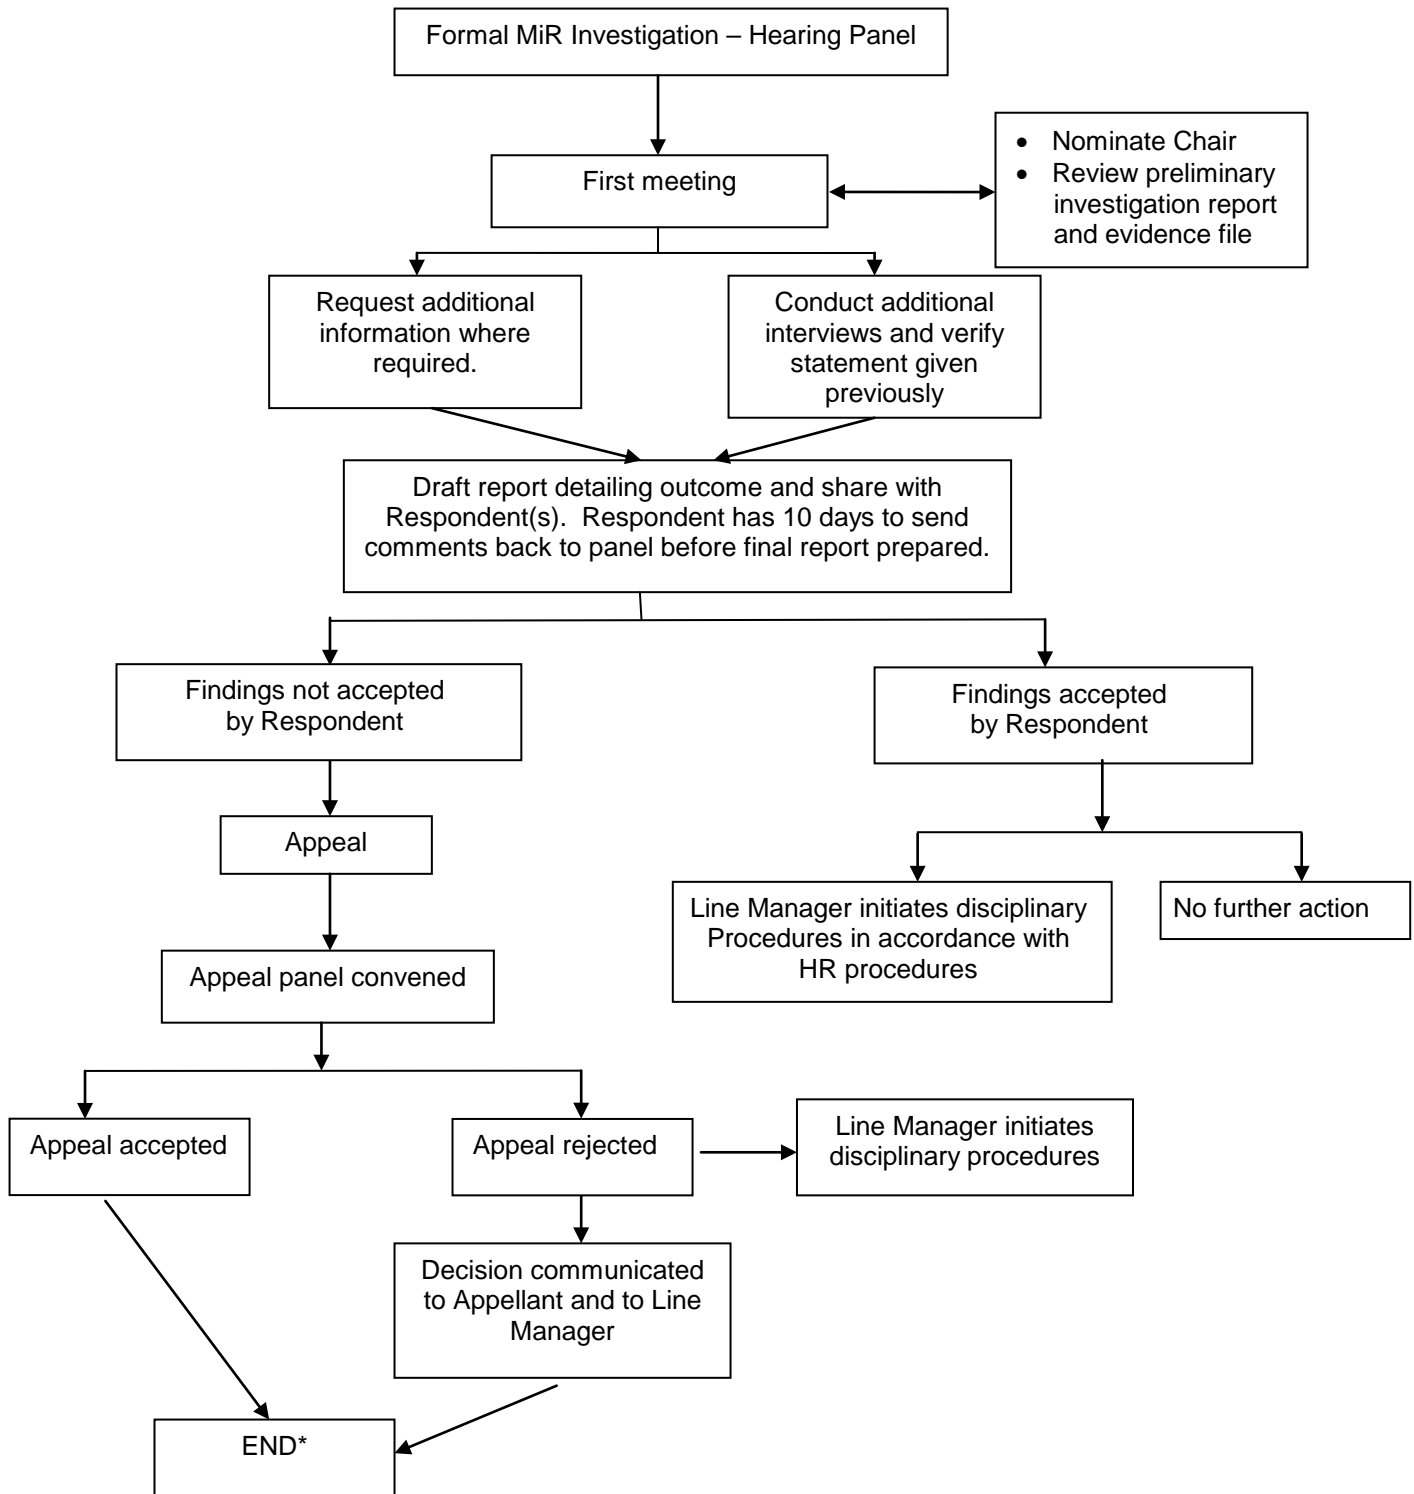 Formal MiR Investigation – Hearing Panel
First meeting
• Nominate Chair
• Review preliminary
investigation report
and evidence file
Request additional
information where
required.
Conduct additional
interviews and verify
statement given
previously
Draft report detailing outcome and share with
Respondent(s).  Respondent has 10 days to send
comments back to panel before final report prepared.
Findings not accepted
by Respondent
Findings accepted
by Respondent
Appeal
Line Manager initiates disciplinary
Procedures in accordance with
HR procedures
No further action
Appeal panel convened
Appeal accepted
Appeal rejected
Line Manager initiates
disciplinary procedures
Decision communicated
to Appellant and to Line
Manager
END*